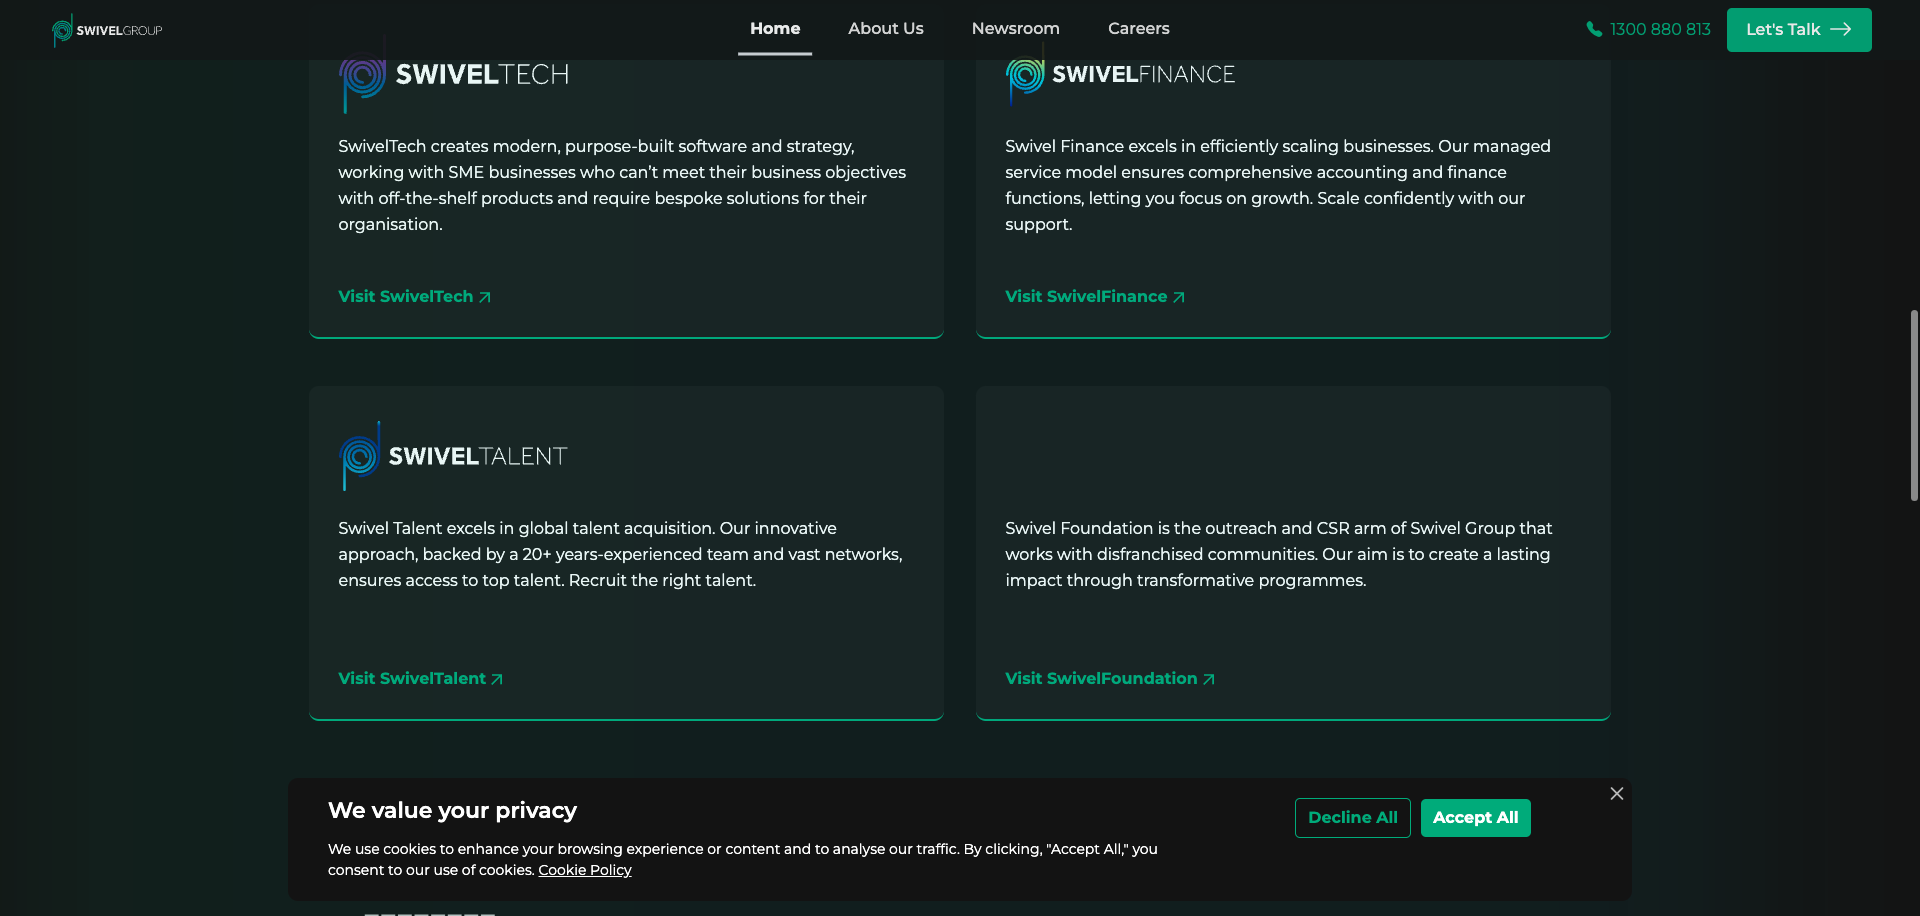 SWIVELGROUP
Home
About Us
Newsroom
Careers
1300 880 813
Let's Talk
SWIVELTECH
SwivelTech creates modern, purpose-built software and strategy,
working with SME businesses who can’t meet their business objectives
with off-the-shelf products and require bespoke solutions for their
organisation.
Visit SwivelTech
SWIVELFINANCE
Swivel Finance excels in efficiently scaling businesses. Our managed
service model ensures comprehensive accounting and finance
functions, letting you focus on growth. Scale confidently with our
support.
Visit SwivelFinance
SWIVELTALENT
Swivel Talent excels in global talent acquisition. Our innovative
approach, backed by a 20+ years-experienced team and vast networks,
ensures access to top talent. Recruit the right talent.
Visit SwivelTalent
Swivel Foundation is the outreach and CSR arm of Swivel Group that
works with disfranchised communities. Our aim is to create a lasting
impact through transformative programmes.
Visit SwivelFoundation
We value your privacy
We use cookies to enhance your browsing experience or content and to analyse our traffic. By clicking, "Accept All," you
consent to our use of cookies. Cookie Policy
Decline All
Accept All